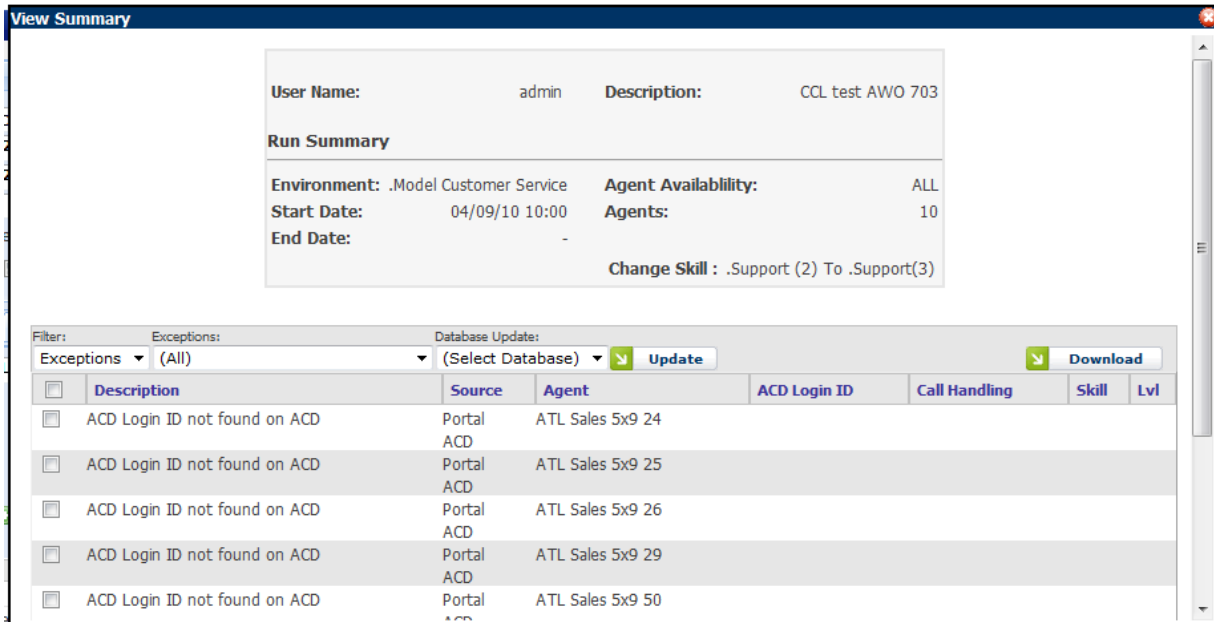 View Summary
User Name: admin Description: CCL test AWO 703
Run Summary
Environment: .Model Customer Service Agent Availablility: ALL
Start Date: 04/09/10 10:00 Agents: 10
End Date: -
Change Skill : .Support (2) To .Support(3)
Filter: Exceptions: Database Update:
Exceptions (All) (Select Database) Update Download
Description Source Agent ACD Login ID Call Handling Skill Lvl
ACD Login ID not found on ACD Portal ATL Sales 5x9 24
ACD
ACD Login ID not found on ACD Portal ATL Sales 5x9 25
ACD
ACD Login ID not found on ACD Portal ATL Sales 5x9 26
ACD
ACD Login ID not found on ACD Portal ATL Sales 5x9 29
ACD
ACD Login ID not found on ACD Portal ATL Sales 5x9 50
ACD